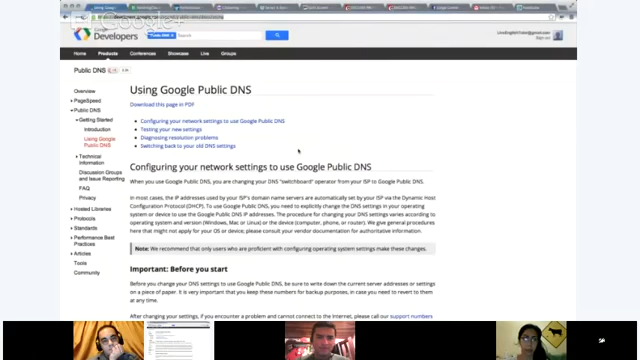 Google
Developers
Search
Home
Products
Conferences
Showcase
Live
Groups
Public DNS
Overview
PageSpeed
Public DNS
Getting Started
Introduction
Using Google
Public DNS
Technical
Information
Discussion Groups
and Issue Reporting
FAQ
Privacy
Hosted Libraries
Protocols
Standards
Performance Best
Practices
Articles
Tools
Community
Using Google Public DNS
Download this page in PDF
Configuring your network settings to use Google Public DNS
Testing your new settings
Diagnosing resolution problems
Switching back to your old DNS settings
Configuring your network settings to use Google Public DNS
When you use Google Public DNS, you are changing your DNS "switchboard" operator from your ISP to Google Public DNS.
In most cases, the IP addresses used by your ISP's domain name servers are automatically set by your ISP via the Dynamic Host
Configuration Protocol (DHCP). To use Google Public DNS, you need to explicitly change the DNS settings in your operating
system or device to use the Google Public DNS IP addresses. The procedure for changing your DNS settings varies according to
operating system and version (Windows, Mac or Linux) or the device (computer, phone, or router). We give general procedures
here that might not apply for your OS or device; please consult your vendor documentation for authoritative information.
Note: We recommend that only users who are proficient with configuring operating system settings make these changes.
Important: Before you start
Before you change your DNS settings to use Google Public DNS, be sure to write down the current server addresses or settings
on a piece of paper. It is very important that you keep these numbers for backup purposes, in case you need to revert to them
at any time.
After changing your settings, if you encounter a problem and cannot connect to the Internet, please call our support numbers